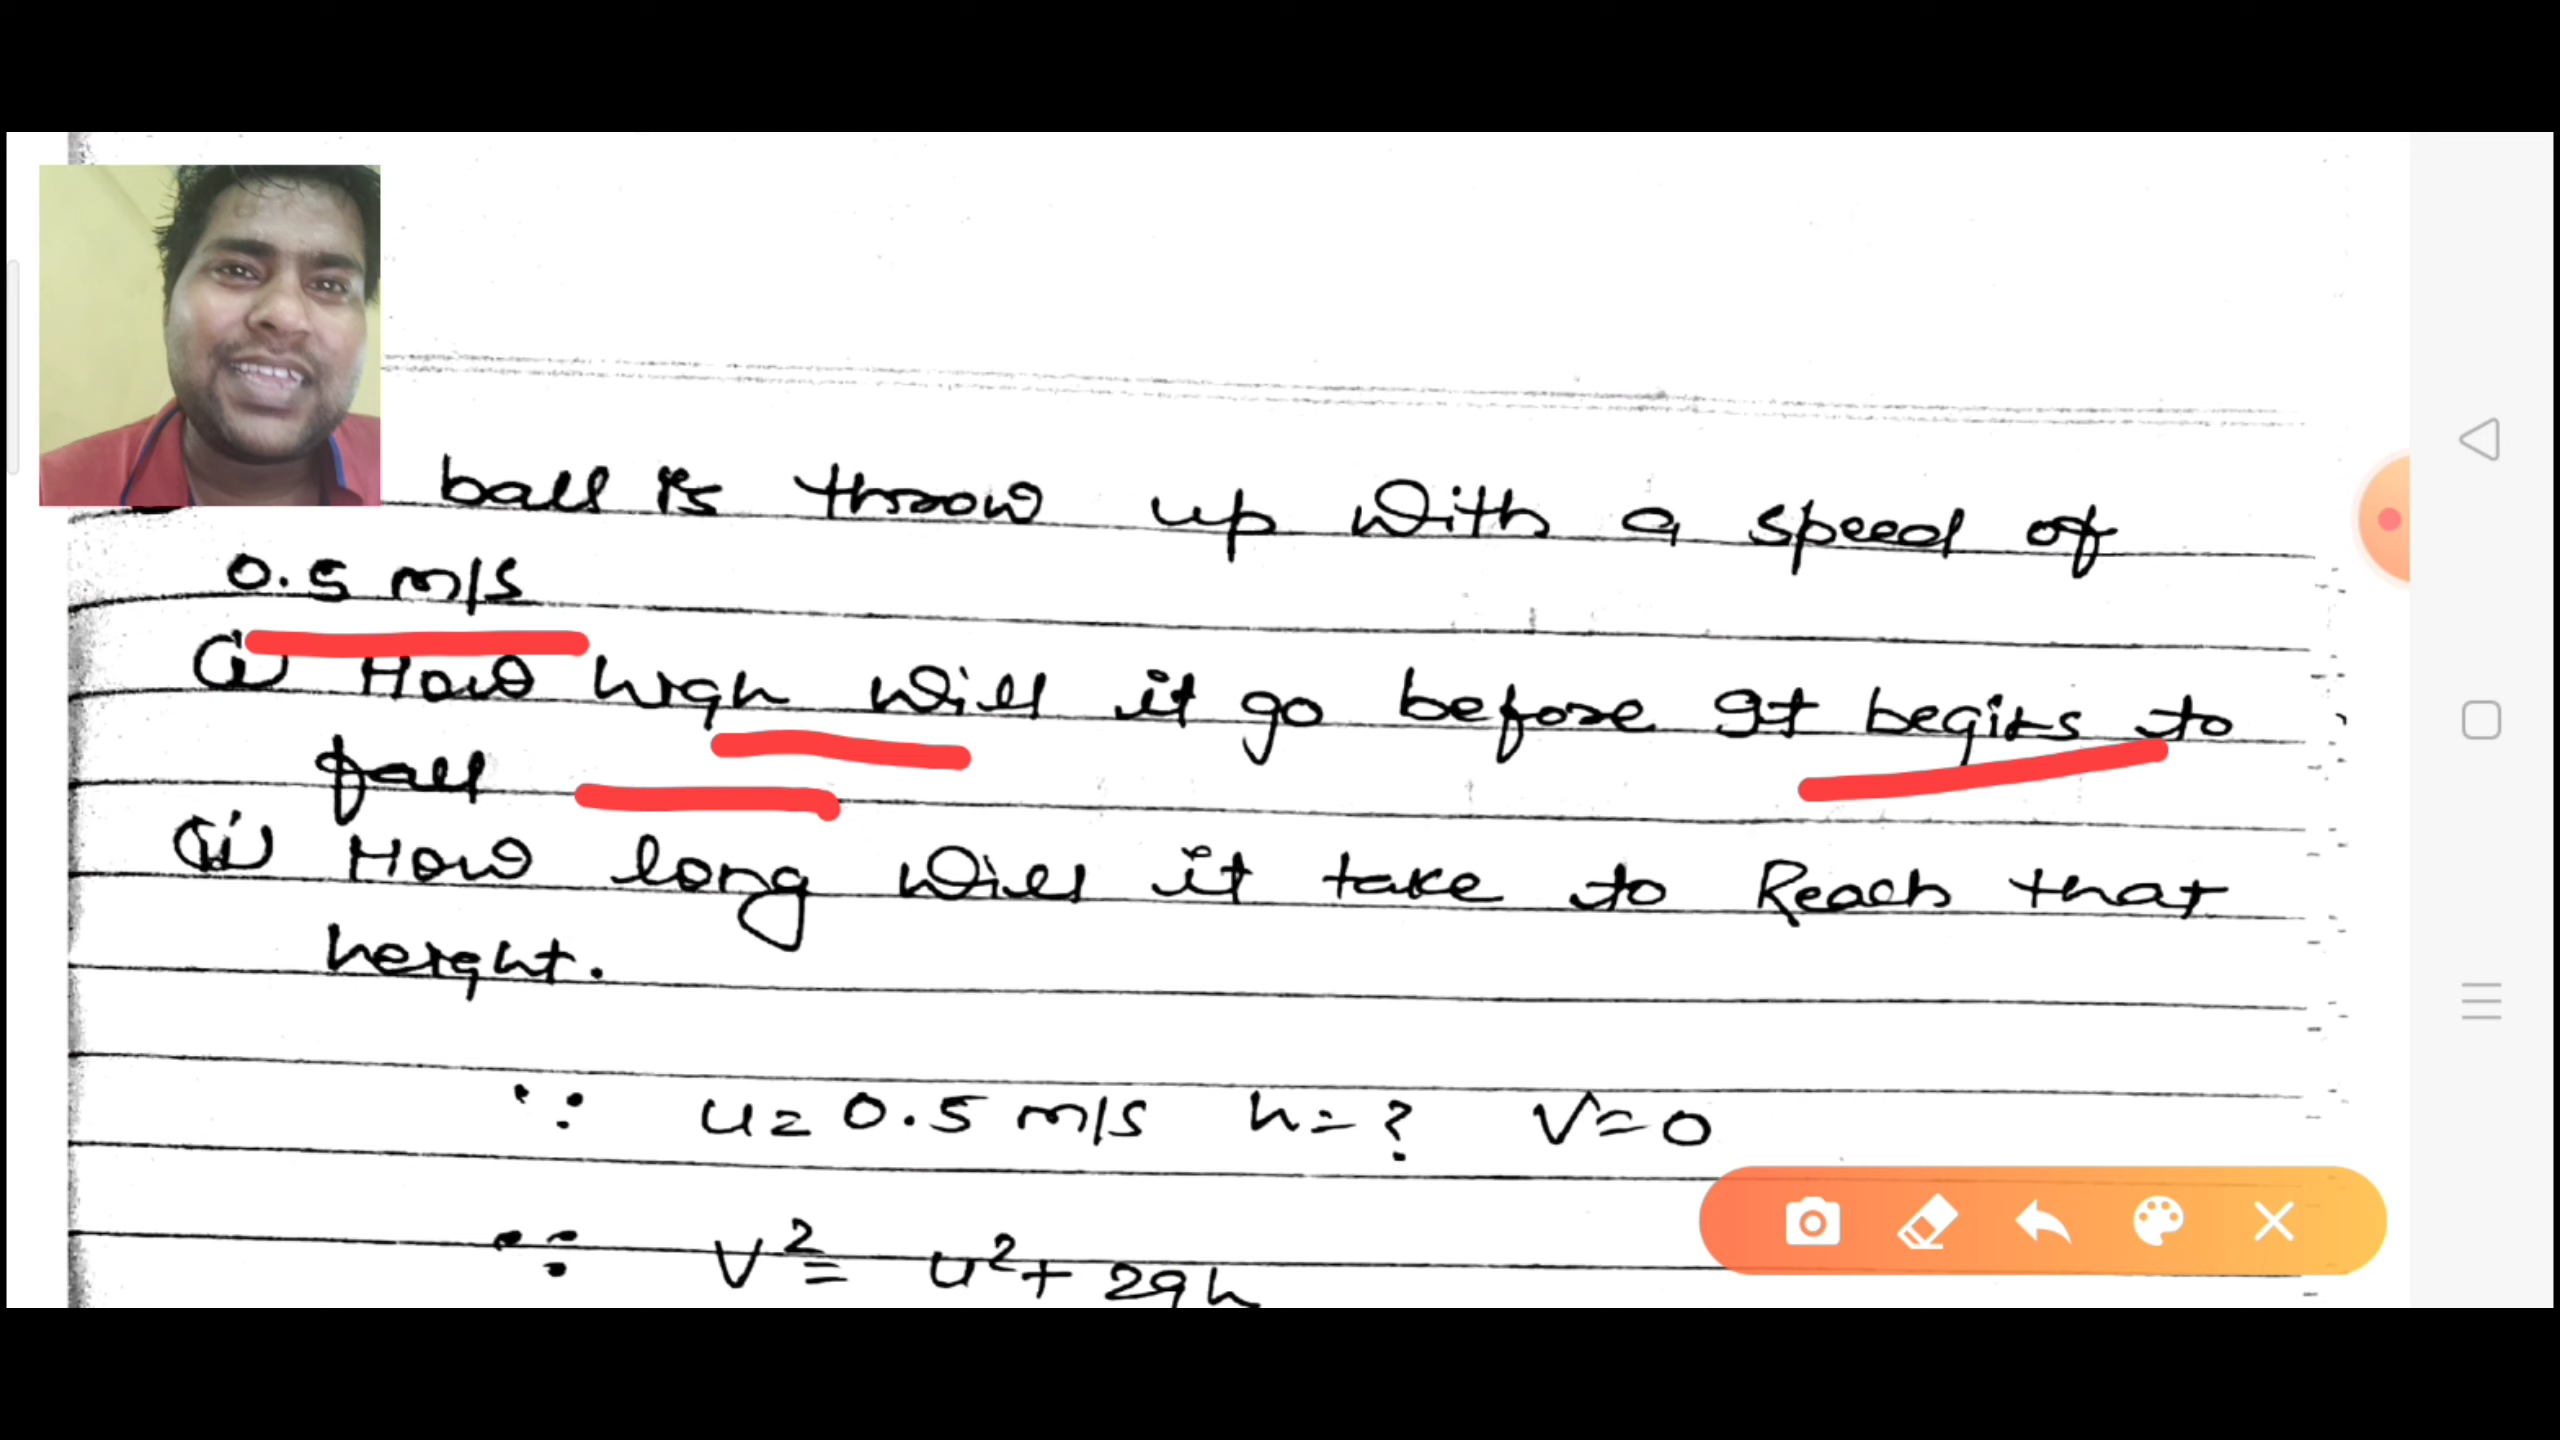 ball is throow up with a speed of
0.5 m/s
(i) How high will it go before It begins to
fall
(ii) How long will it take to Reach that
height.
∵ u = 0.5 m/s h = ? V = 0
∵ V² = u² + 2gh